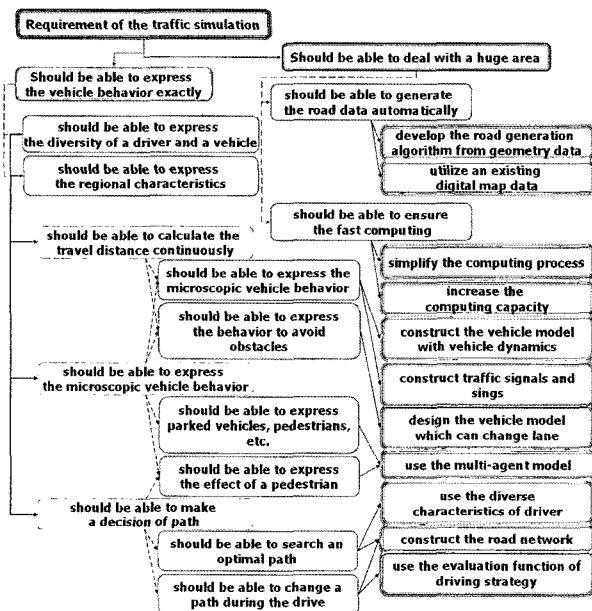 Requirement of the traffic simulation
Should be able to deal with a huge area
Should be able to express
the vehicle behavior exactly
should be able to generate
the road data automatically
should be able to express
the diversity of a driver and a vehicle
develop the road generation
algorithm from geometry data
should be able to express
the regional characteristics
utilize an existing
digital map data
should be able to ensure
the fast computing
should be able to calculate the
travel distance continuously
simplify the computing process
should be able to express the
microscopic vehicle behavior
increase the
computing capacity
should be able to express
the behavior to avoid
obstacles
construct the vehicle model
with vehicle dynamics
should be able to express
the microscopic vehicle behavior
construct traffic signals and
sings
should be able to express
parked vehicles, pedestrians,
etc.
design the vehicle model
which can change lane
should be able to express
the effect of a pedestrian
use the multi-agent model
should be able to make
a decision of path
use the diverse
characteristics of driver
should be able to search an
optimal path
construct the road network
should be able to change a
path during the drive
use the evaluation function of
driving strategy